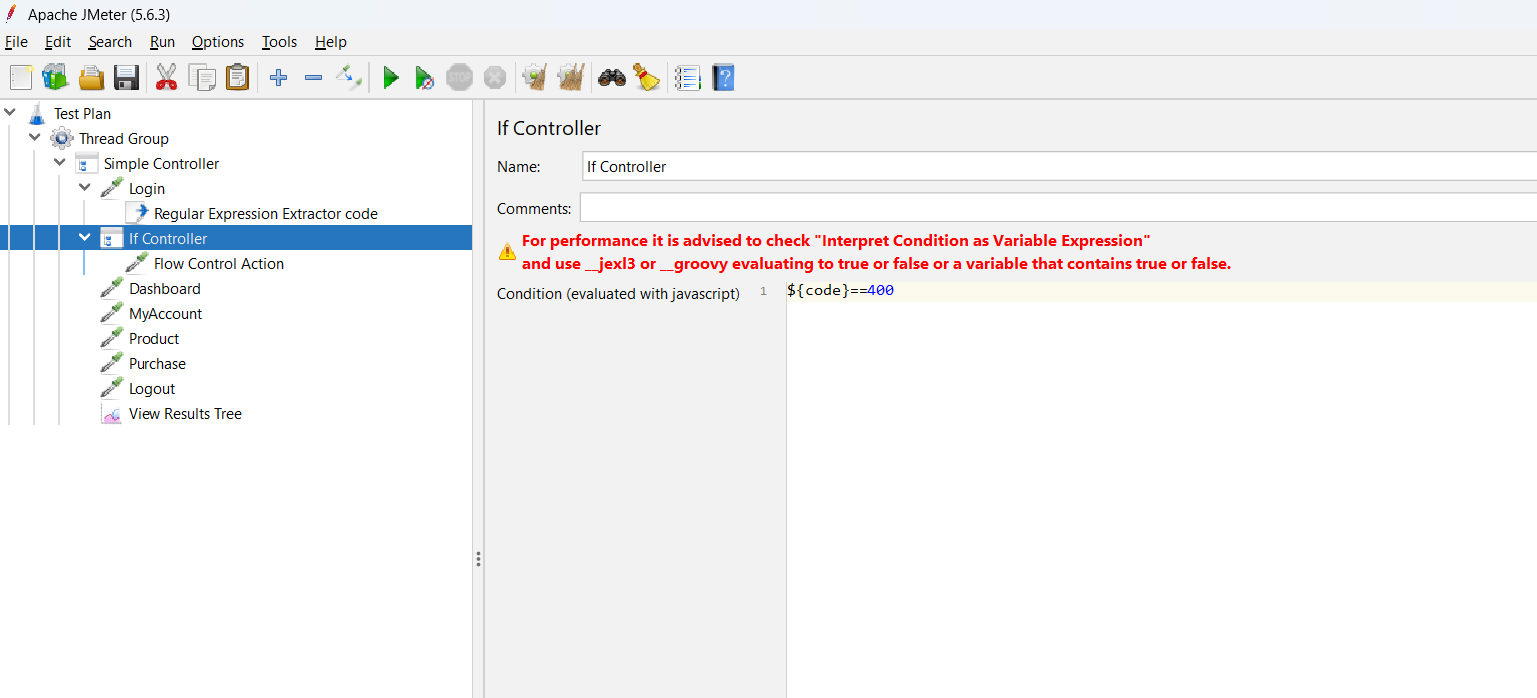 Apache JMeter (5.6.3)
File Edit Search Run Options Tools Help
STOP
Test Plan
Thread Group
Simple Controller
Login
Regular Expression Extractor code
If Controller
Flow Control Action
Dashboard
MyAccount
Product
Purchase
Logout
View Results Tree
If Controller
Name: If Controller
Comments:
For performance it is advised to check "Interpret Condition as Variable Expression"
and use __jexl3 or __groovy evaluating to true or false or a variable that contains true or false.
Condition (evaluated with javascript) 1 ${code}==400